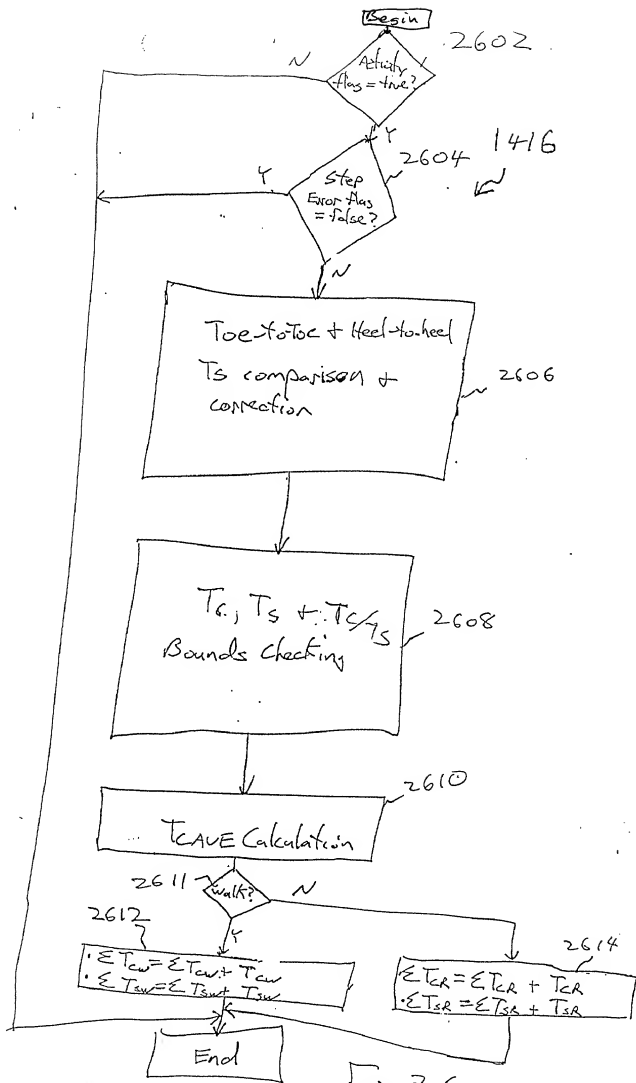 Begin
2602
N
Activity
flag = true?
Y
2604
1416
Y
Step
Error flag
= false?
N
Toe-to-Toe + Heel-to-heel
Ts comparison +
correction
2606
Tc, Ts + Tc/Ts
Bounds Checking
2608
2610
TCAVE Calculation
2611
walk?
N
2612
Y
2614
• ΣTcw = ΣTcw + Tcw
• ΣTsw = ΣTsw + Tsw
ΣTCR = ΣTCR + TCR
• ΣTSR = ΣTSR + TSR
End